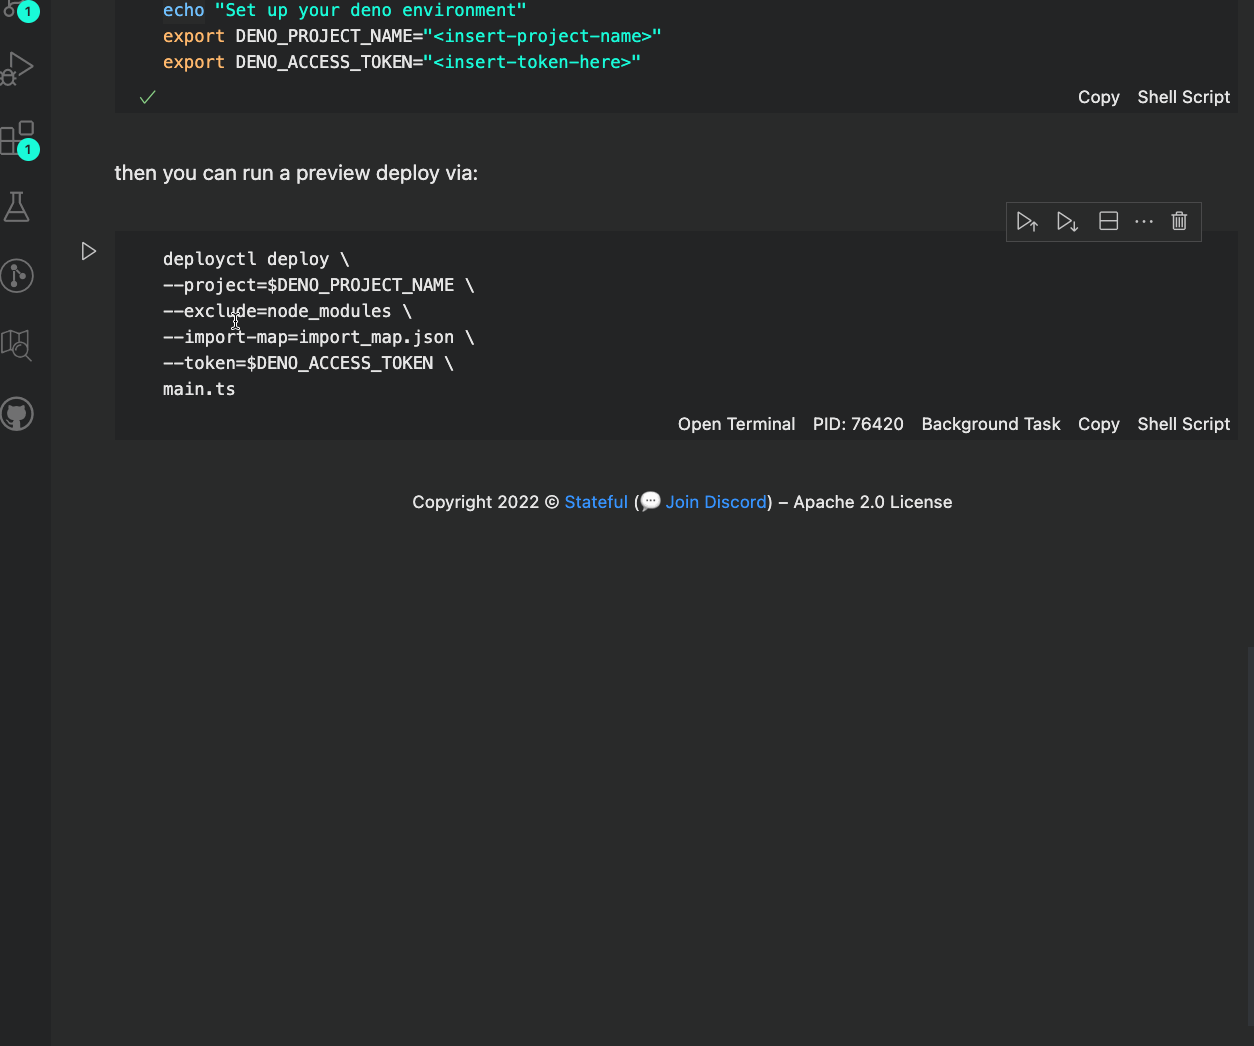 1
echo "Set up your deno environment"
export DENO_PROJECT_NAME="<insert-project-name>"
export DENO_ACCESS_TOKEN="<insert-token-here>"
Copy Shell Script
1
then you can run a preview deploy via:
deployctl deploy \
--project=$DENO_PROJECT_NAME \
--exclude=node_modules \
--import-map=import_map.json \
--token=$DENO_ACCESS_TOKEN \
main.ts
Open Terminal PID: 76420 Background Task Copy Shell Script
Copyright 2022 © Stateful (💬 Join Discord) – Apache 2.0 License